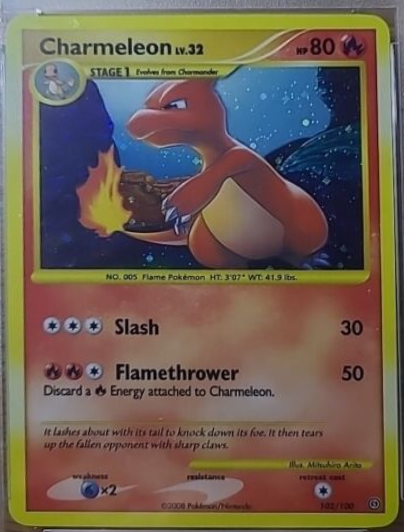 Charmeleon LV.32 HP 80
STAGE 1 Evolves from Charmander
NO. 005 Flame Pokémon HT: 3'07" WT: 41.9 lbs.
Slash 30
Flamethrower 50
Discard a Energy attached to Charmeleon.
It lashes about with its tail to knock down its foe. It then tears
up the fallen opponent with sharp claws.
Illus. Mitsuhiro Arita
weakness resistance retreat cost
×2
©2008 Pokémon/Nintendo 102/100